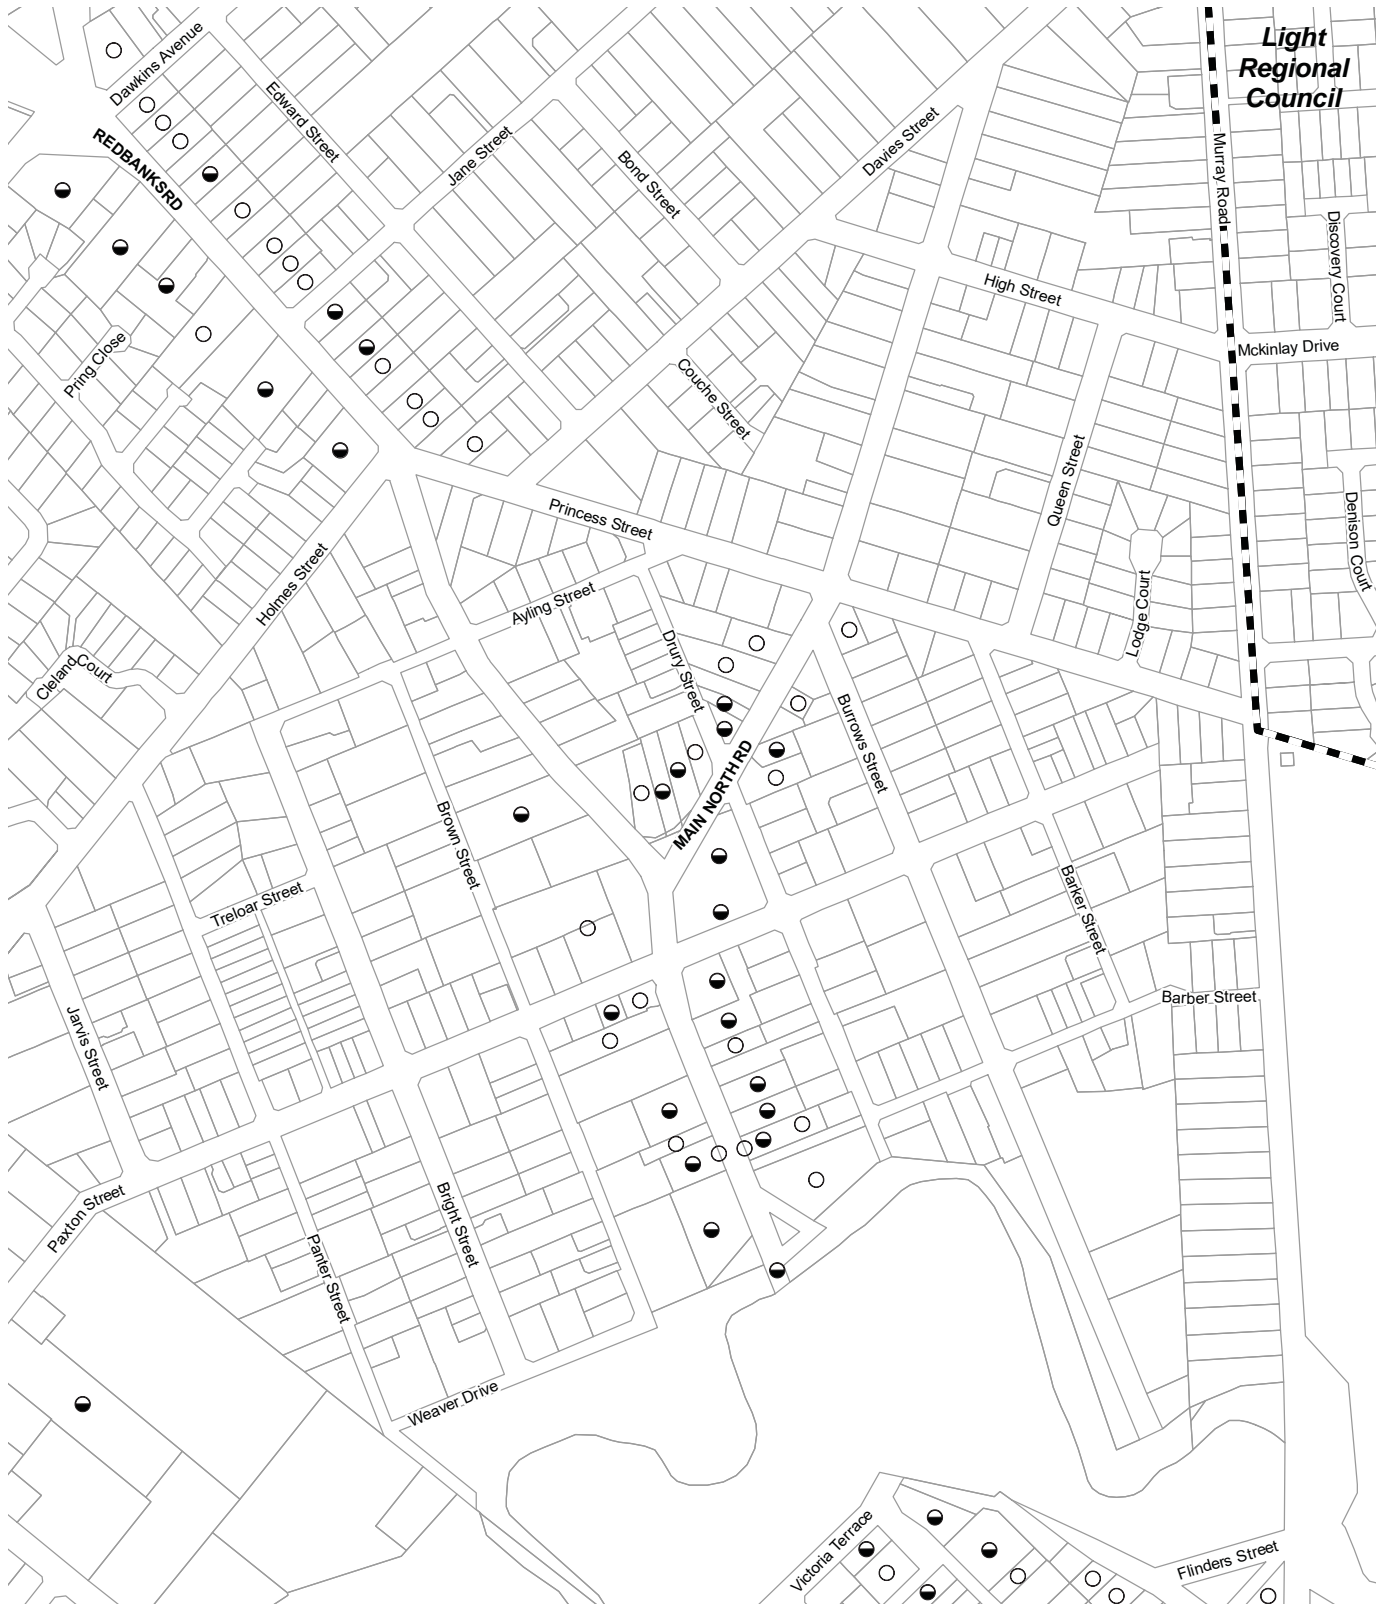 Light
Regional
Council
Dawkins Avenue
Edward Street
REDBANKS RD
Jane Street
Bond Street
Davies Street
Murray Road
Discovery Court
High Street
Mckinlay Drive
Pring Close
Couche Street
Queen Street
Denison Court
Princess Street
Holmes Street
Ayling Street
Lodge Court
Drury Street
Cleland Court
Burrows Street
MAIN NORTH RD
Brown Street
Treloar Street
Barker Street
Barber Street
Jarvis Street
Paxton Street
Bright Street
Panter Street
Weaver Drive
Victoria Terrace
Flinders Street